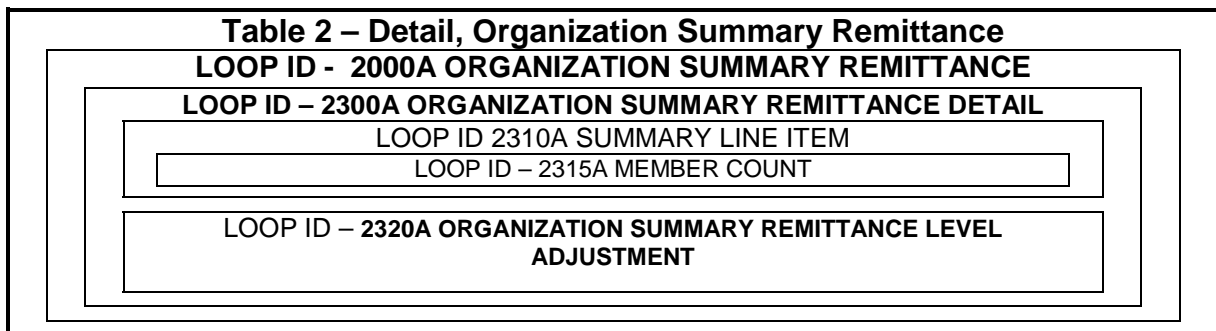 Table 2 – Detail, Organization Summary Remittance
LOOP ID - 2000A ORGANIZATION SUMMARY REMITTANCE
LOOP ID – 2300A ORGANIZATION SUMMARY REMITTANCE DETAIL
LOOP ID 2310A SUMMARY LINE ITEM
LOOP ID – 2315A MEMBER COUNT
LOOP ID – 2320A ORGANIZATION SUMMARY REMITTANCE LEVEL
ADJUSTMENT